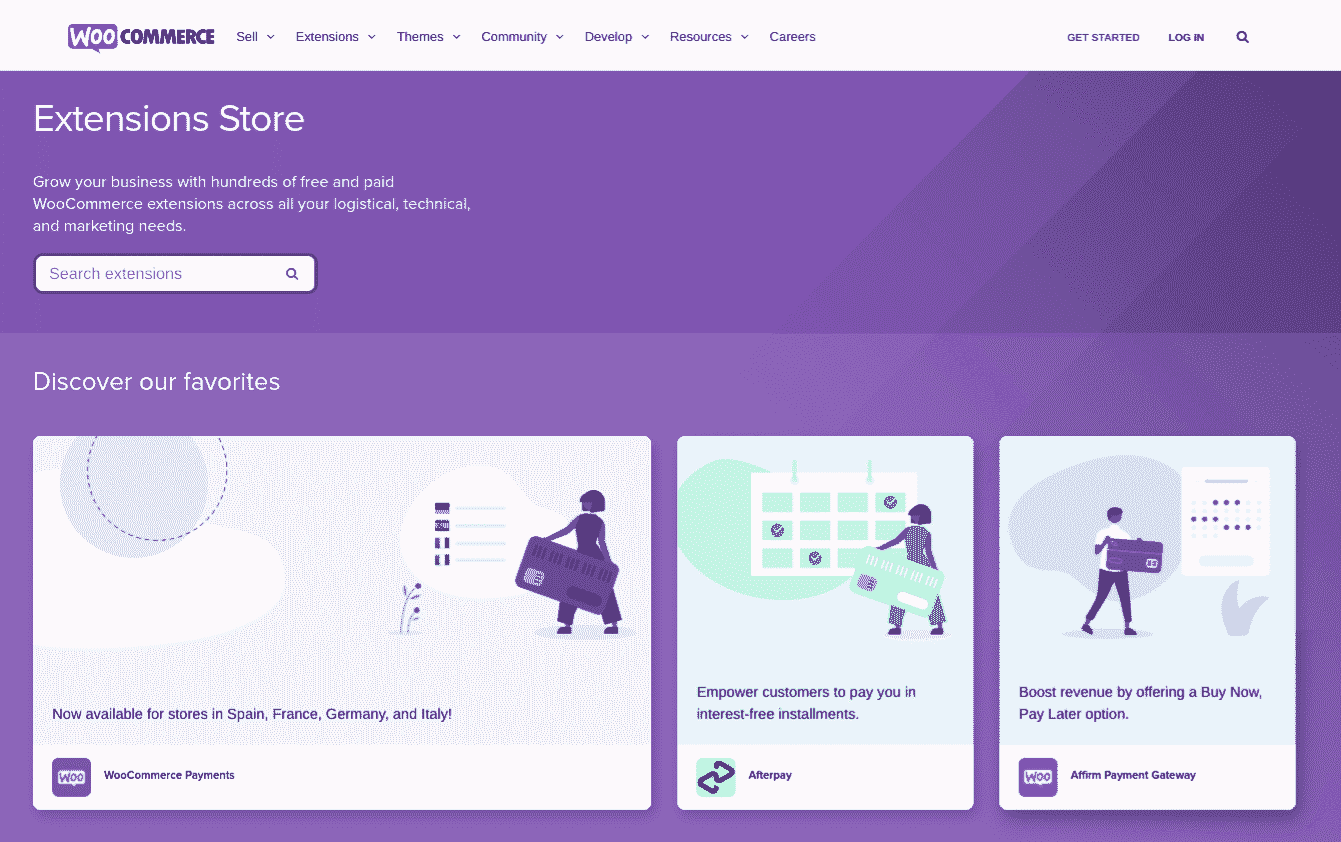 WOO COMMERCE
Sell
Extensions
Themes
Community
Develop
Resources
Careers
GET STARTED
LOG IN
Extensions Store
Grow your business with hundreds of free and paid
WooCommerce extensions across all your logistical, technical,
and marketing needs.
Search extensions
Discover our favorites
Now available for stores in Spain, France, Germany, and Italy!
WOO
WooCommerce Payments
Empower customers to pay you in
interest-free installments.
Afterpay
Boost revenue by offering a Buy Now,
Pay Later option.
WOO
Affirm Payment Gateway